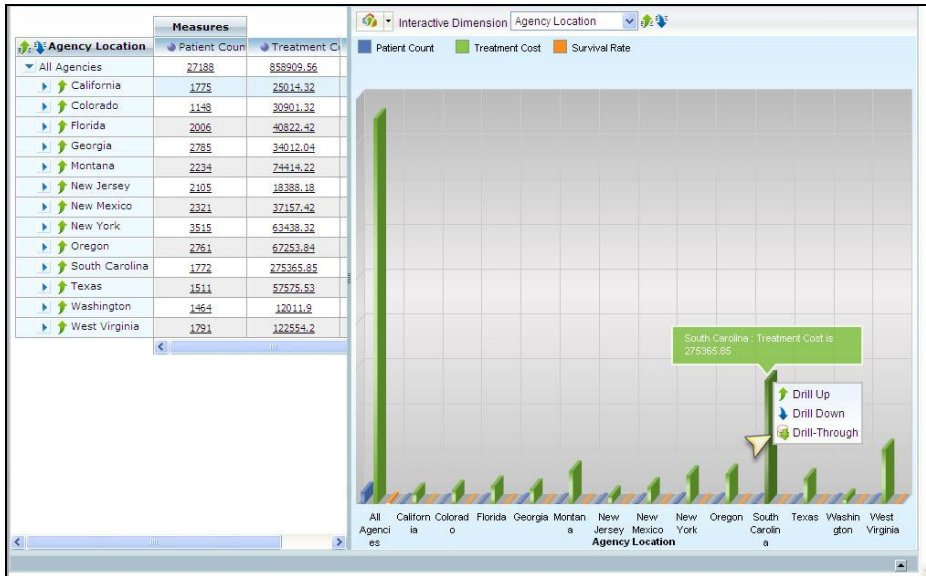 Measures
Agency Location Patient Coun Treatment C
All Agencies 27188 858909.56
California 1775 25014.32
Colorado 1148 30901.32
Florida 2006 40822.42
Georgia 2785 34012.04
Montana 2234 74414.22
New Jersey 2105 18388.18
New Mexico 2321 37157.42
New York 3515 63438.32
Oregon 2761 67253.84
South Carolina 1772 275365.85
Texas 1511 57575.53
Washington 1464 12011.9
West Virginia 1791 122554.2
Interactive Dimension Agency Location
Patient Count Treatment Cost Survival Rate
South Carolina : Treatment Cost is
275365.85
Drill Up
Drill Down
Drill-Through
All Californ Colorad Florida Georgia Montan New New New Oregon South Texas Washin West
Agenci ia o a Jersey Mexico York Carolin gton Virginia
es Agency Location a